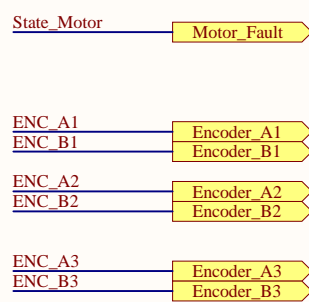 State_Motor Motor_Fault
ENC_A1 Encoder_A1
ENC_B1 Encoder_B1
ENC_A2 Encoder_A2
ENC_B2 Encoder_B2
ENC_A3 Encoder_A3
ENC_B3 Encoder_B3